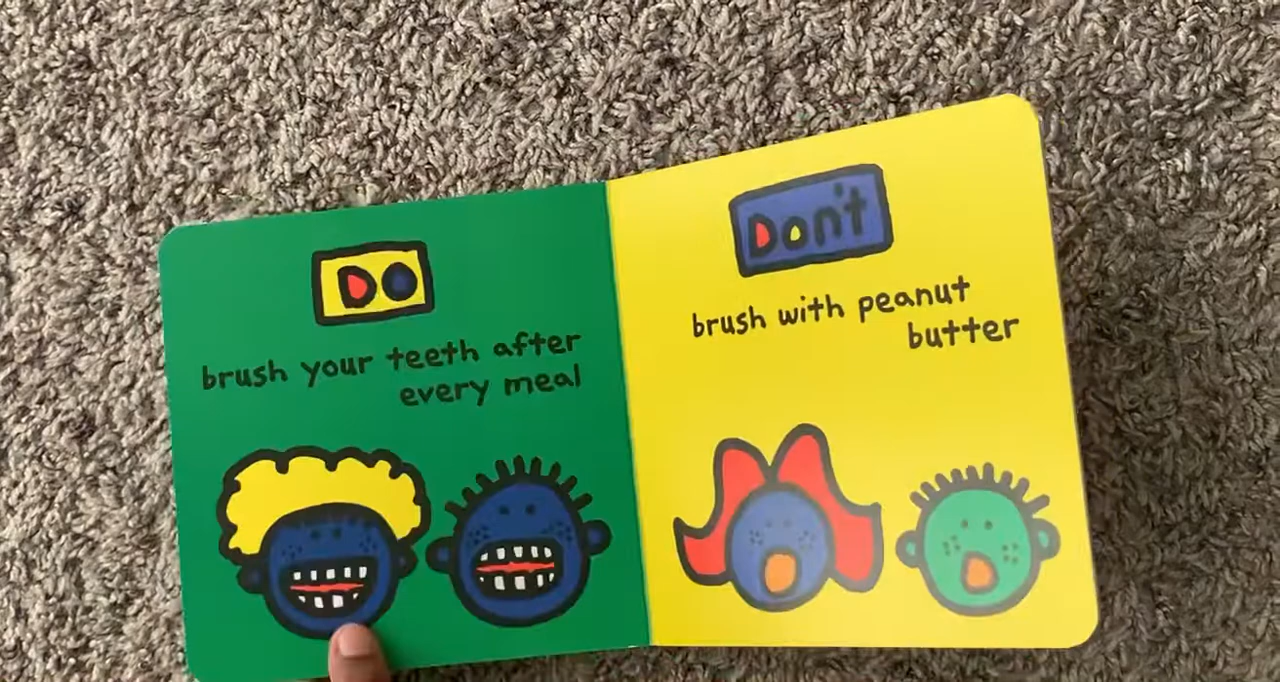 DO
brush your teeth after
every meal
Don't
brush with peanut
butter